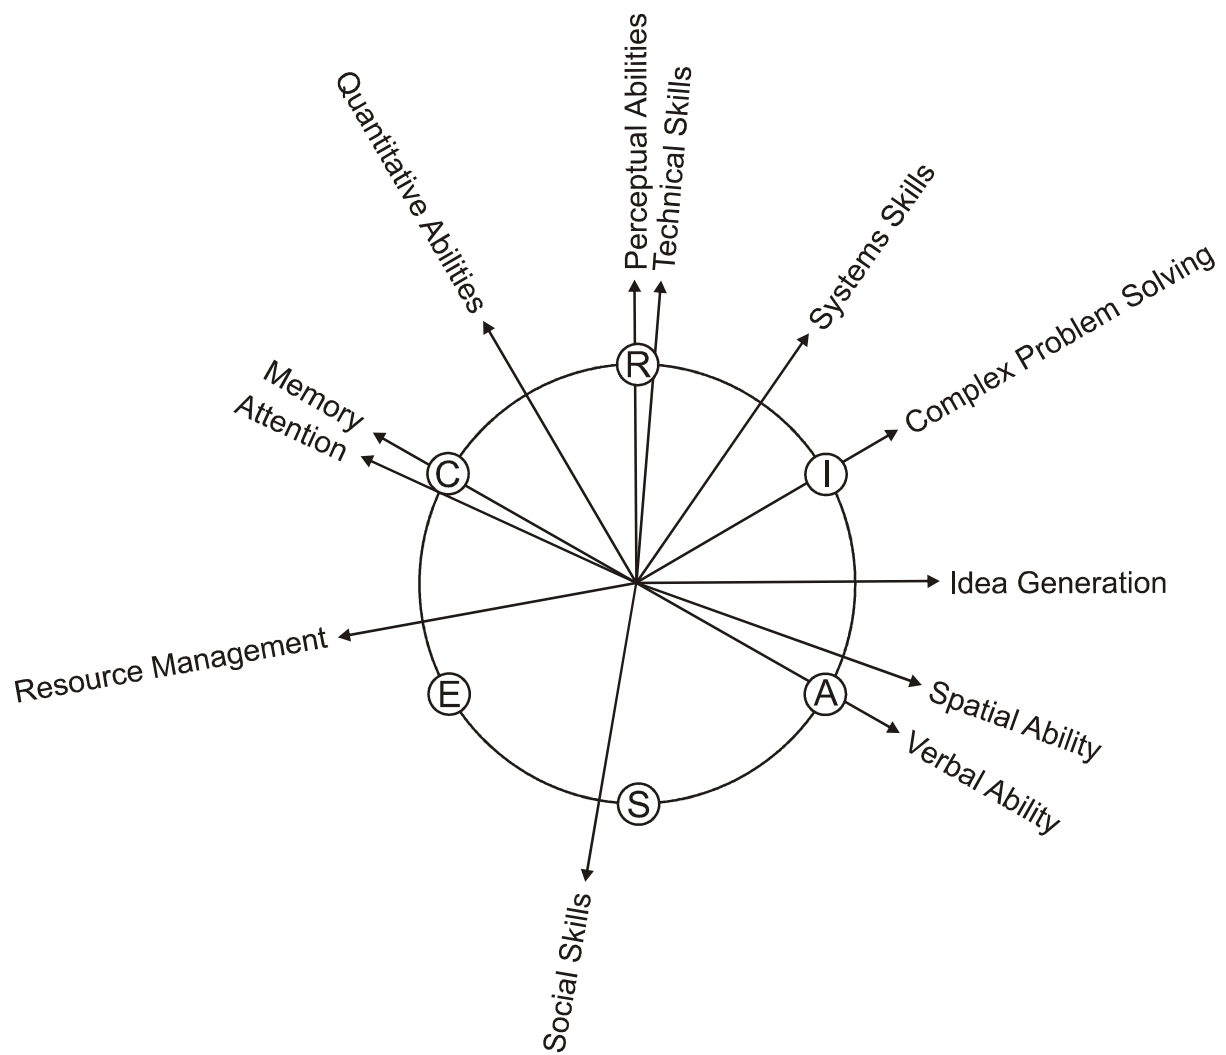 Perceptual Abilities
Technical Skills
Quantitative Abilities
Systems Skills
Complex Problem Solving
Memory
Attention
R
C
I
Idea Generation
Resource Management
E
A
Spatial Ability
Verbal Ability
S
Social Skills